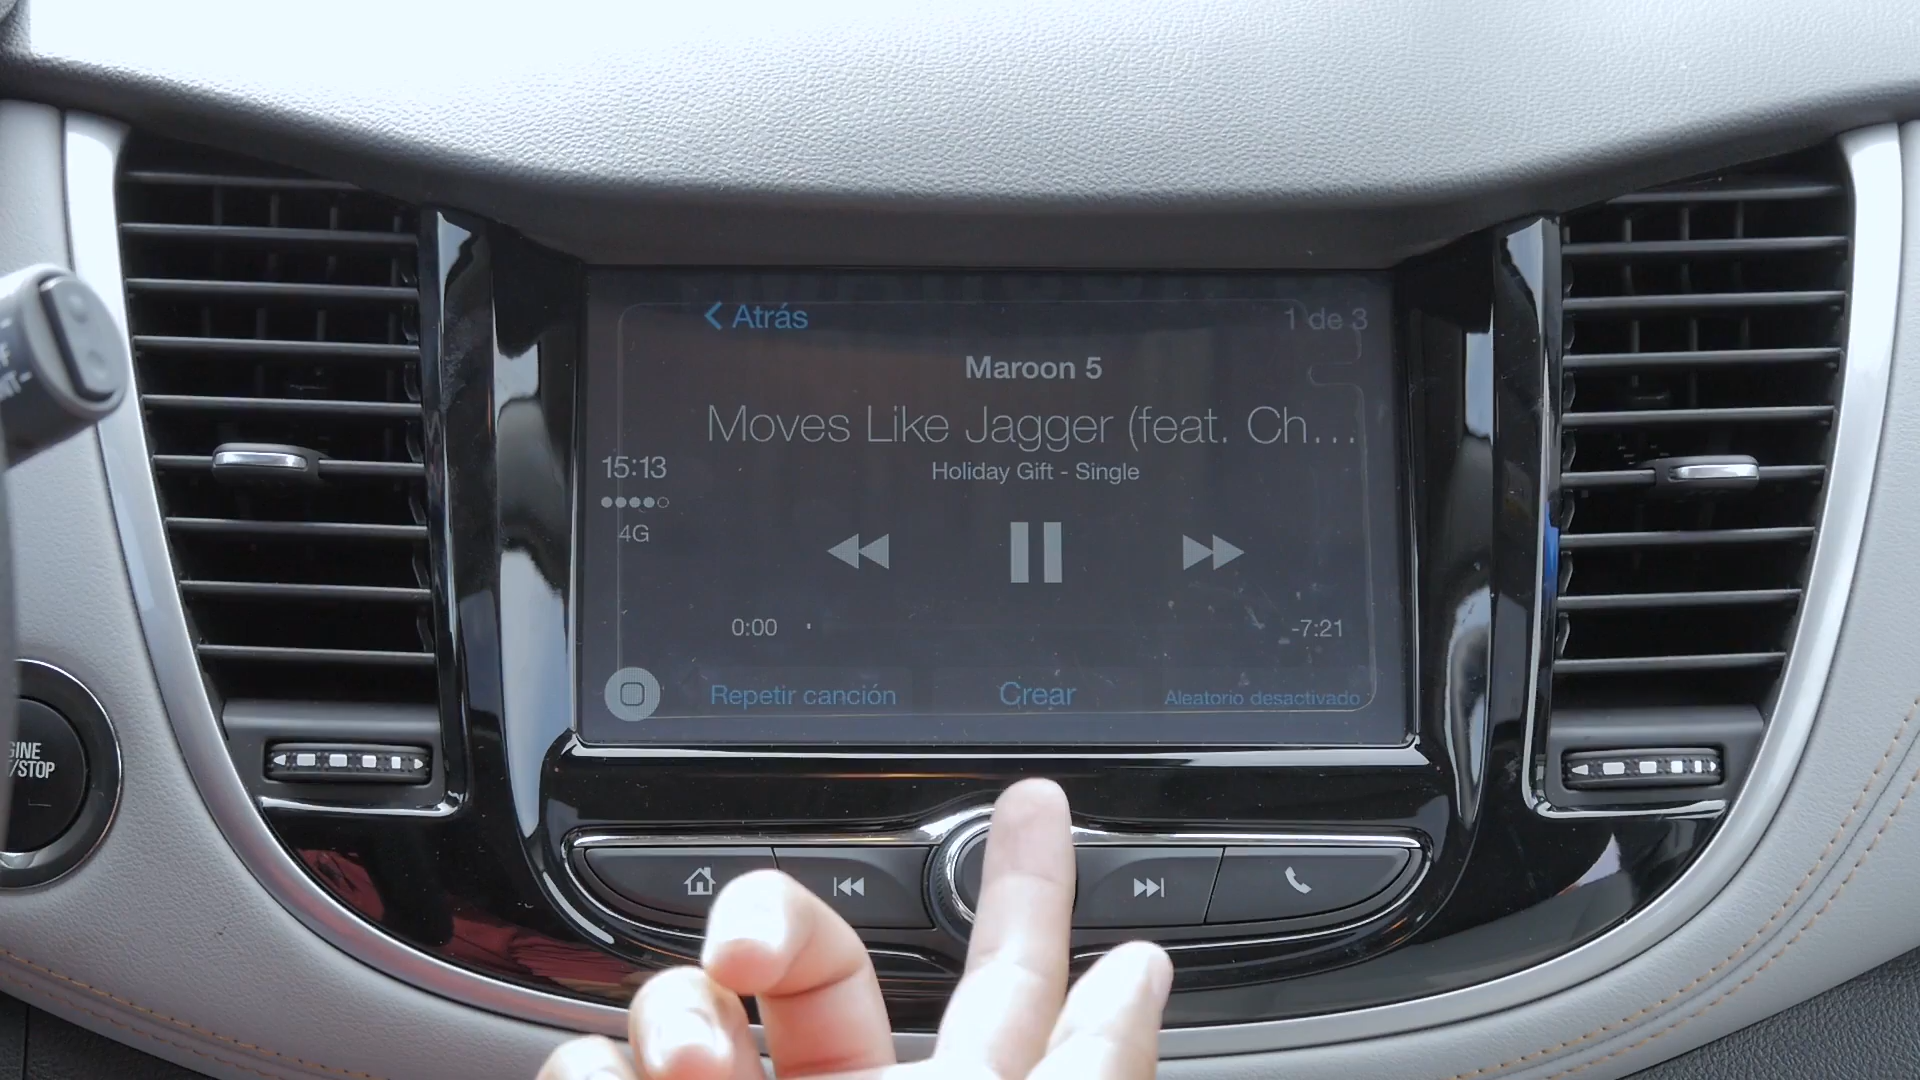 Atrás
1 de 3
Maroon 5
Moves Like Jagger (feat. Ch...
Holiday Gift - Single
15:13
4G
0:00
-7:21
Repetir canción
Crear
Aleatorio desactivado
/STOP